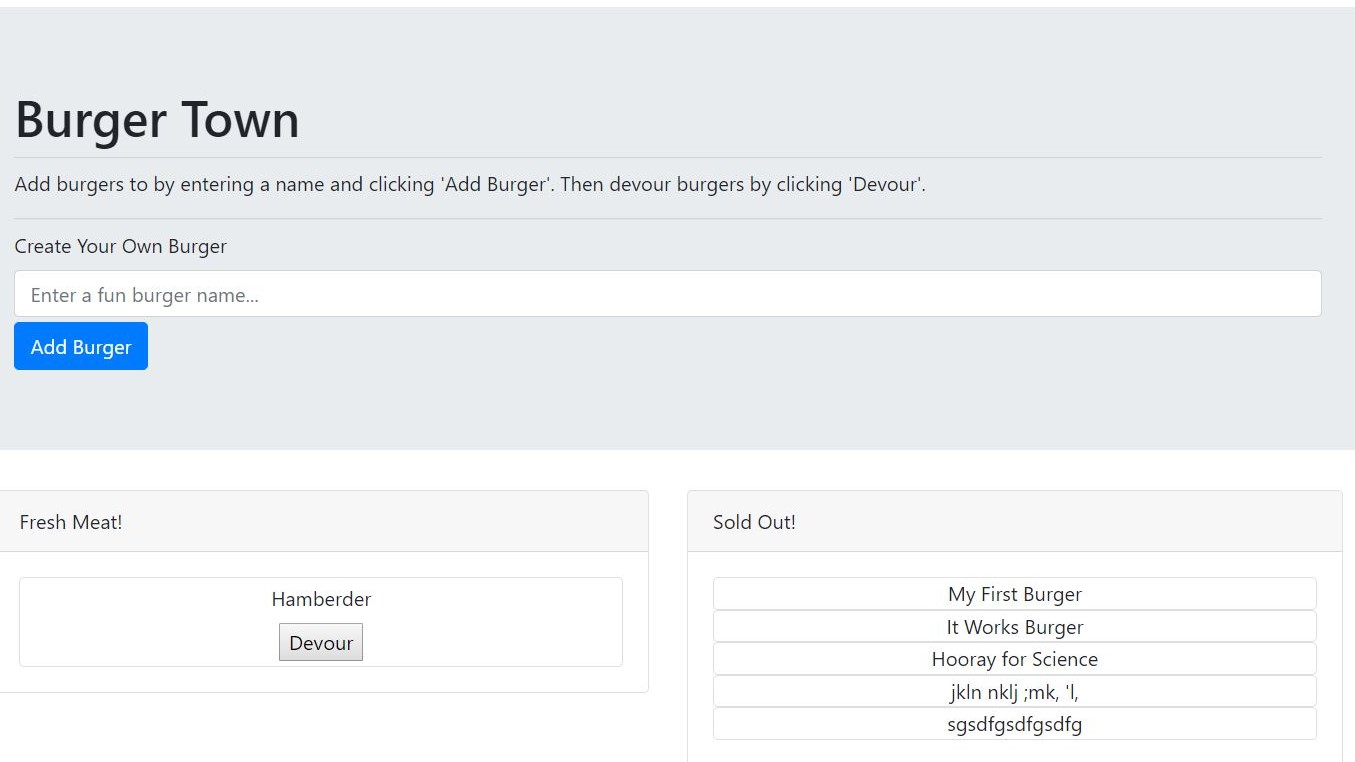 Burger Town
Add burgers to by entering a name and clicking 'Add Burger'. Then devour burgers by clicking 'Devour'.
Create Your Own Burger
Enter a fun burger name...
Add Burger
Fresh Meat!
Hamberder
Devour
Sold Out!
My First Burger
It Works Burger
Hooray for Science
jkln nklj ;mk, 'l,
sgsdfgsdfgsdfg